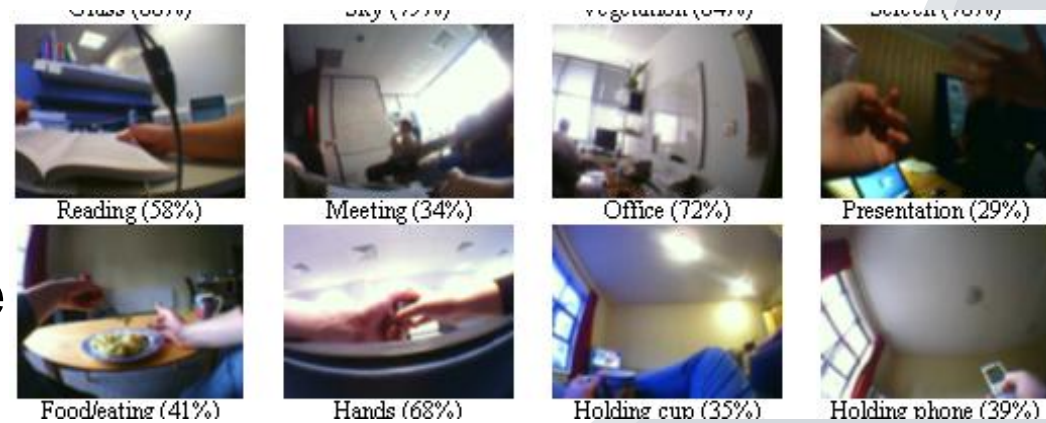 Reading (58%) Meeting (34%) Office (72%) Presentation (29%)
e
Food/eating (41%) Hands (68%) Holding cup (35%) Holding phone (39%)